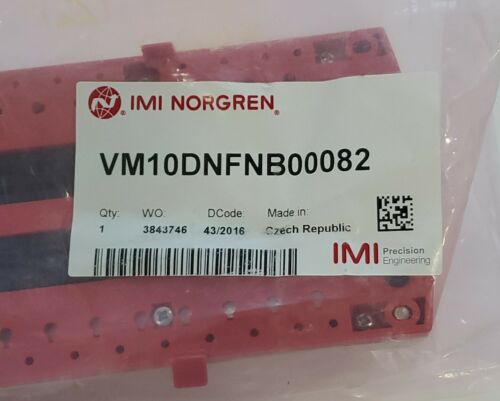 IMI NORGREN®
VM10DNFNB00082
Qty: WO: DCode: Made in:
1 3843746 43/2016 Czech Republic
IMI Precision
Engineering